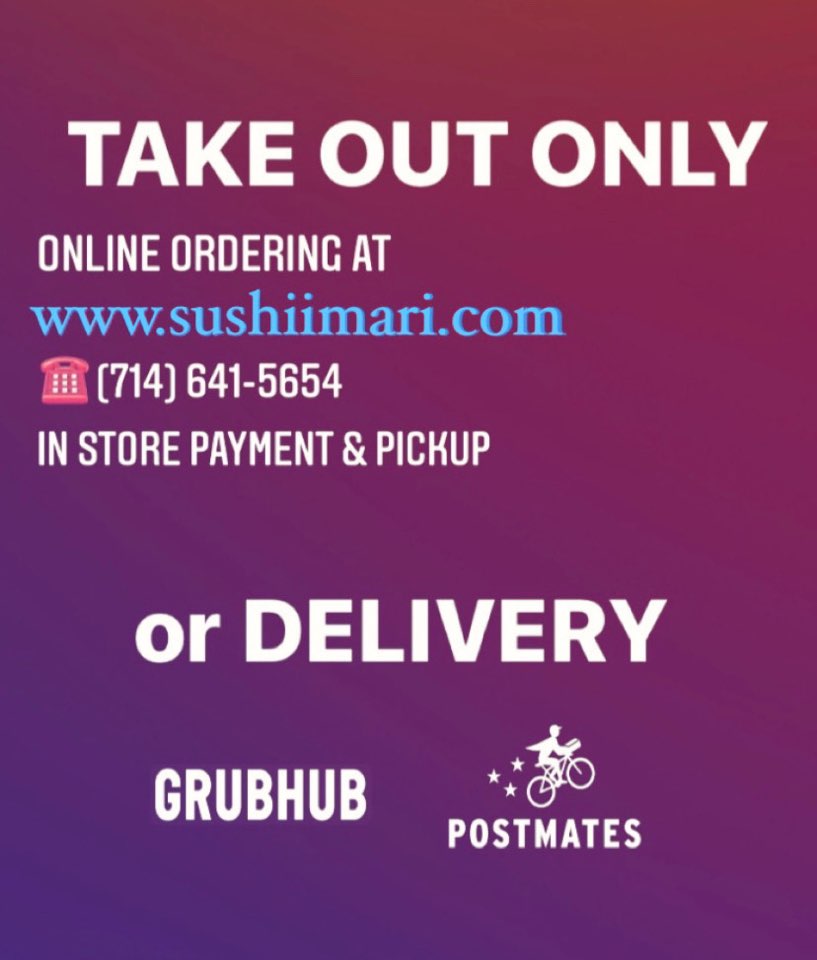 TAKE OUT ONLY
ONLINE ORDERING AT
www.sushiimari.com
☎️(714) 641-5654
IN STORE PAYMENT & PICKUP
or DELIVERY
GRUBHUB
POSTMATES